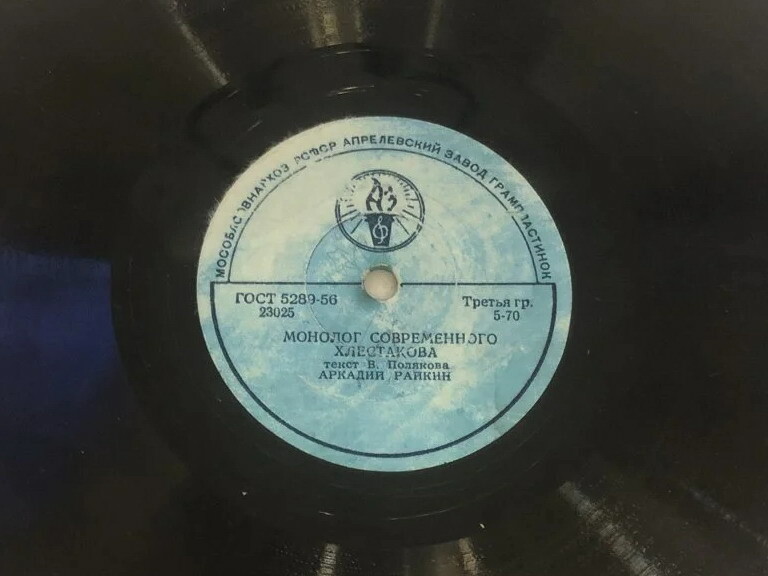 МОСОБЛСОВНАРХОЗ РСФСР АПРЕЛЕВСКИЙ ЗАВОД ГРАМПЛАСТИНОК
АЗ
ГОСТ 5289-56
23025
Третья гр.
5-70
МОНОЛОГ СОВРЕМЕННОГО
ХЛЕСТАКОВА
текст В. Полякова
АРКАДИЙ РАЙКИН